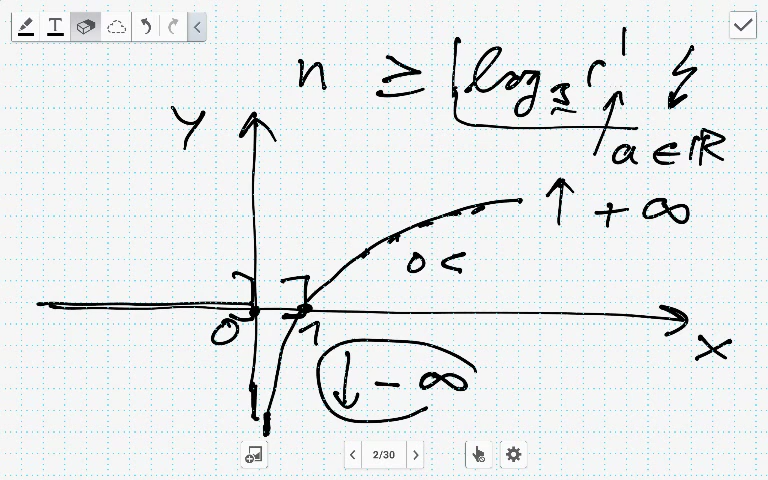 T
n ≥ log₃ r'
a ∈ ℝ
Y
↑ + ∞
0 <
] ]
0 1
X
↓ - ∞
2/30